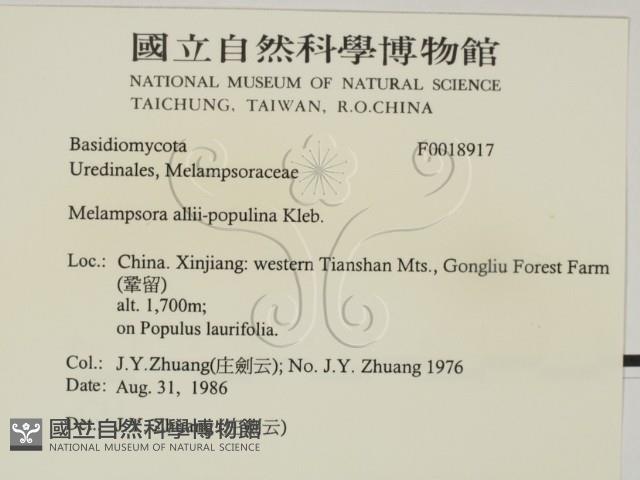 國立自然科學博物館
NATIONAL MUSEUM OF NATURAL SCIENCE
TAICHUNG, TAIWAN, R.O.CHINA
Basidiomycota F0018917
Uredinales, Melampsoraceae
Melampsora allii-populina Kleb.
Loc.: China. Xinjiang: western Tianshan Mts., Gongliu Forest Farm
(鞏留)
alt. 1,700m;
on Populus laurifolia.
Col.: J.Y.Zhuang(庄劍云); No. J.Y. Zhuang 1976
Date: Aug. 31, 1986
國立自然科學博物館
NATIONAL MUSEUM OF NATURAL SCIENCE